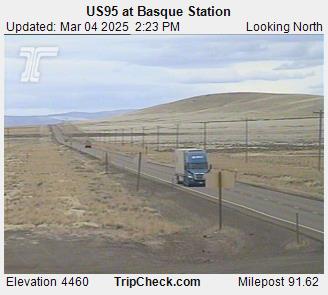 US95 at Basque Station
Updated: Mar 04 2025 2:23 PM Looking North
Elevation 4460 TripCheck.com Milepost 91.62